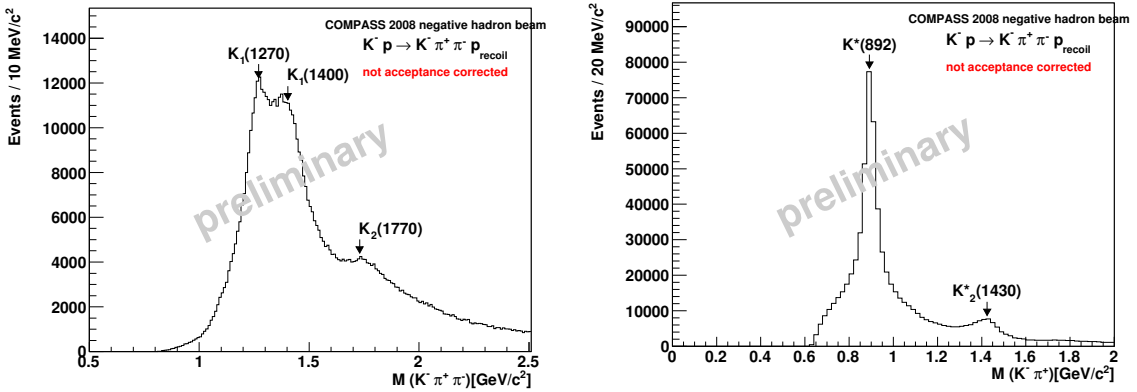 COMPASS 2008 negative hadron beam
K⁻ p → K⁻ π⁺ π⁻ p_recoil
not acceptance corrected
K₁(1270)
K₁(1400)
K₂(1770)
preliminary
Events / 10 MeV/c²
14000
12000
10000
8000
6000
4000
2000
0
0.5 1 1.5 2 2.5
M (K⁻ π⁺ π⁻)[GeV/c²]
COMPASS 2008 negative hadron beam
K⁻ p → K⁻ π⁺ π⁻ p_recoil
not acceptance corrected
K*(892)
K*₂(1430)
preliminary
Events / 20 MeV/c²
90000
80000
70000
60000
50000
40000
30000
20000
10000
0
0 0.2 0.4 0.6 0.8 1 1.2 1.4 1.6 1.8 2
M (K⁻ π⁺)[GeV/c²]